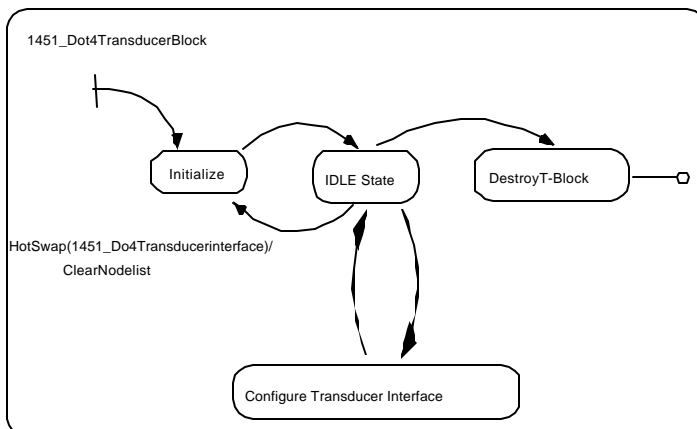 1451_Dot4TransducerBlock
Initialize
IDLE State
DestroyT-Block
HotSwap(1451_Do4Transducerinterface)/
ClearNodelist
Configure Transducer Interface